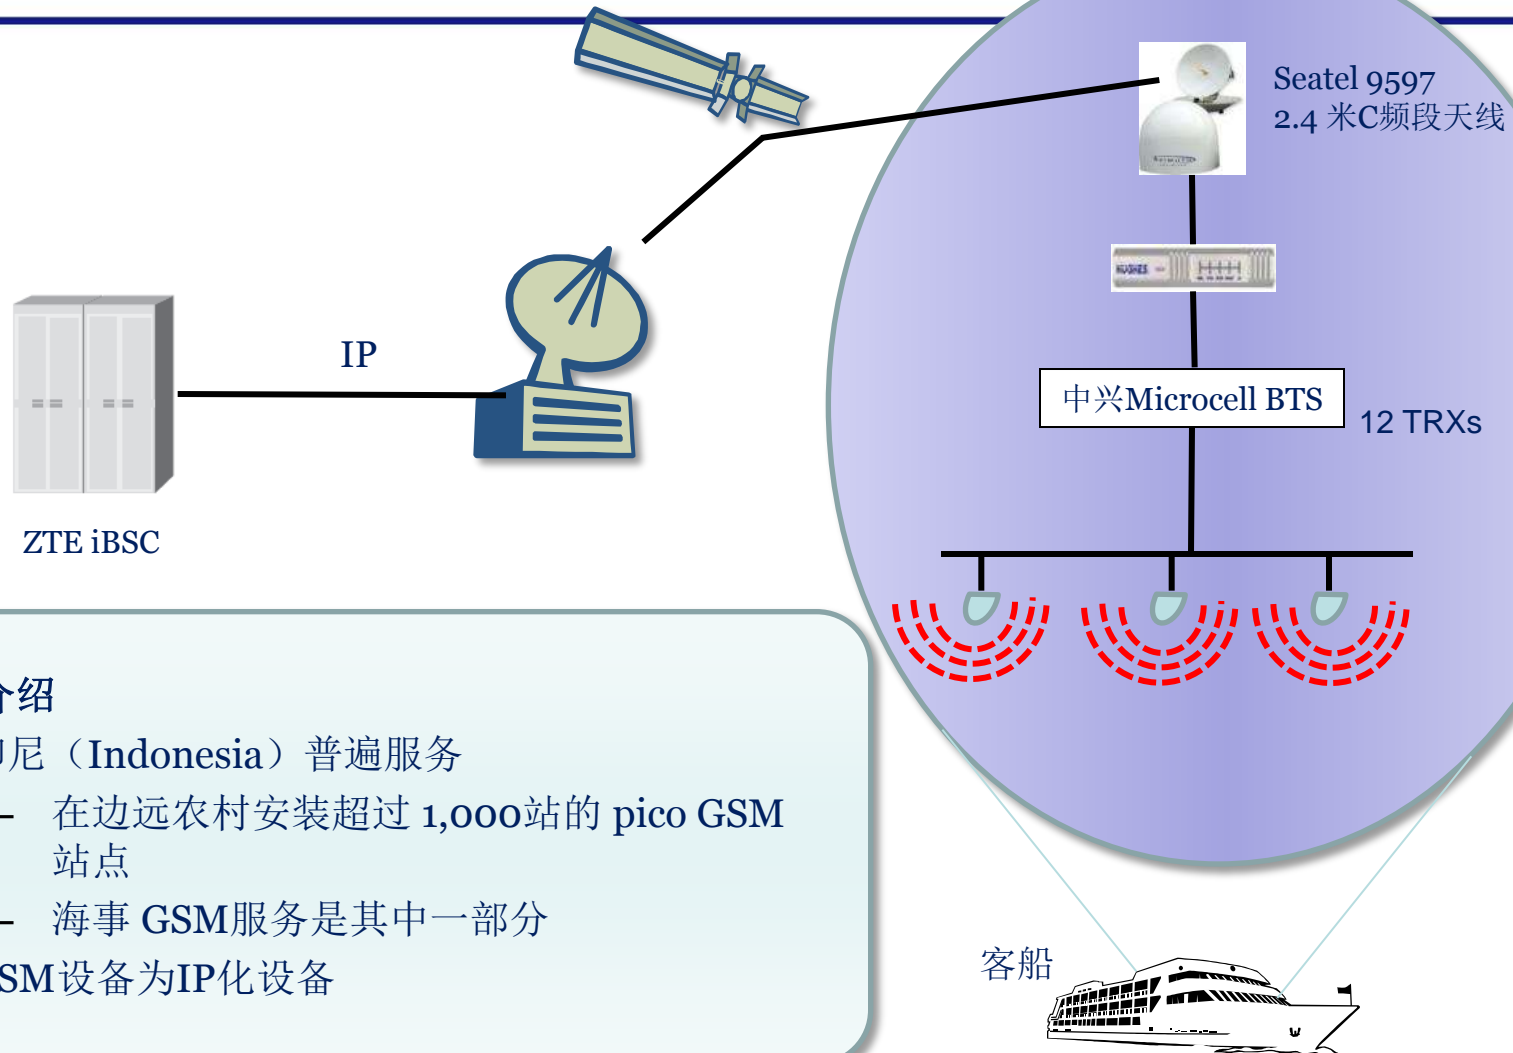 Seatel 9597
2.4 米C频段天线
HUGHES
IP
中兴Microcell BTS
12 TRXs
ZTE iBSC
介绍
印尼（Indonesia）普遍服务
– 在边远农村安装超过 1,000站的 pico GSM
站点
– 海事 GSM服务是其中一部分
SM设备为IP化设备
客船